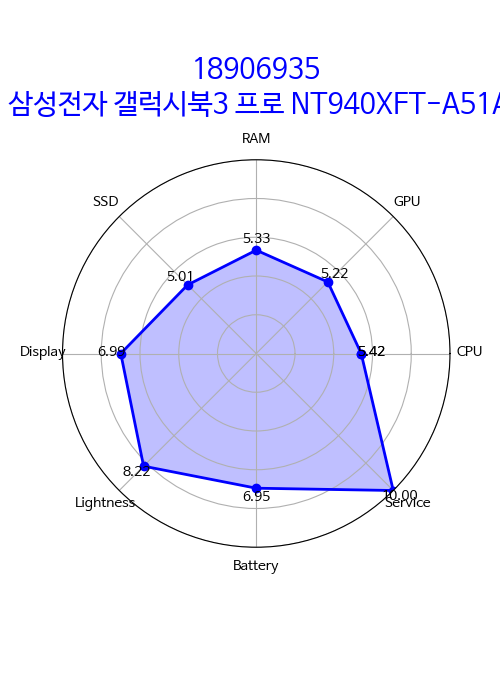 18906935
삼성전자 갤럭시북3 프로 NT940XFT-A51A
RAM
SSD
GPU
5.33
5.22
5.01
Display
6.99
5.42
CPU
8.22
6.95
10.00
Lightness
Service
Battery